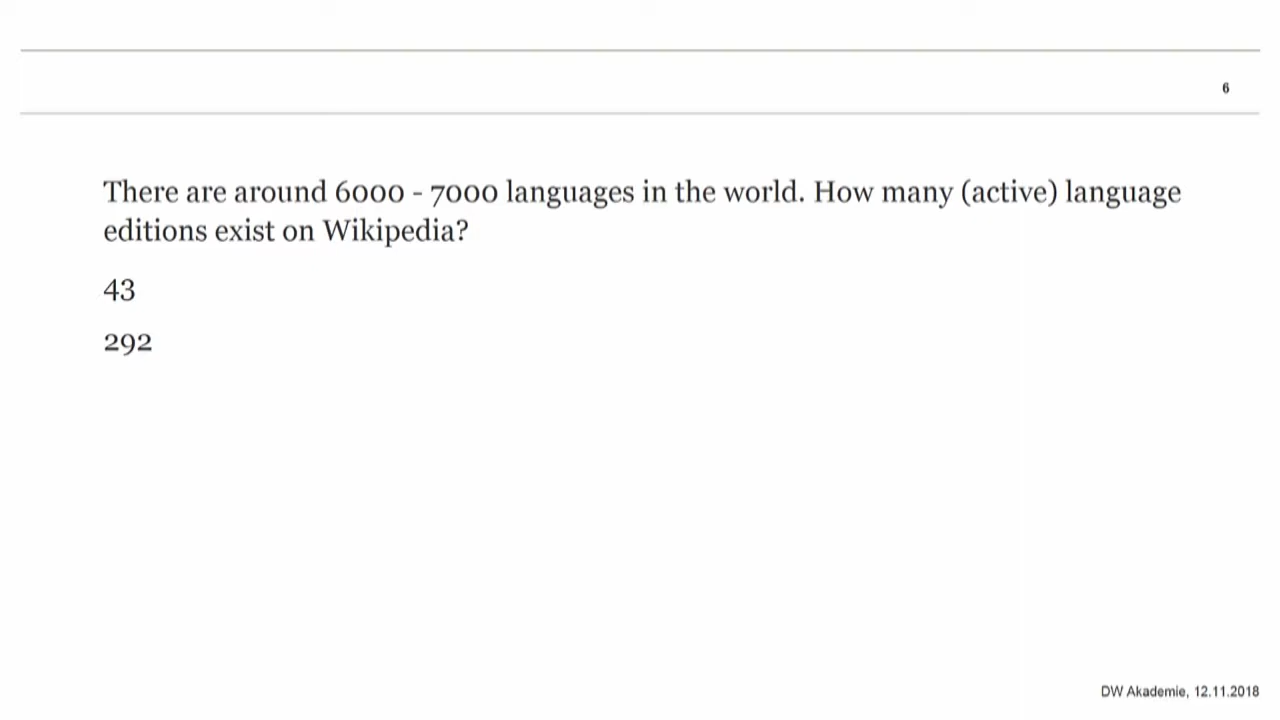 6
There are around 6000 - 7000 languages in the world. How many (active) language
editions exist on Wikipedia?
43
292
DW Akademie, 12.11.2018